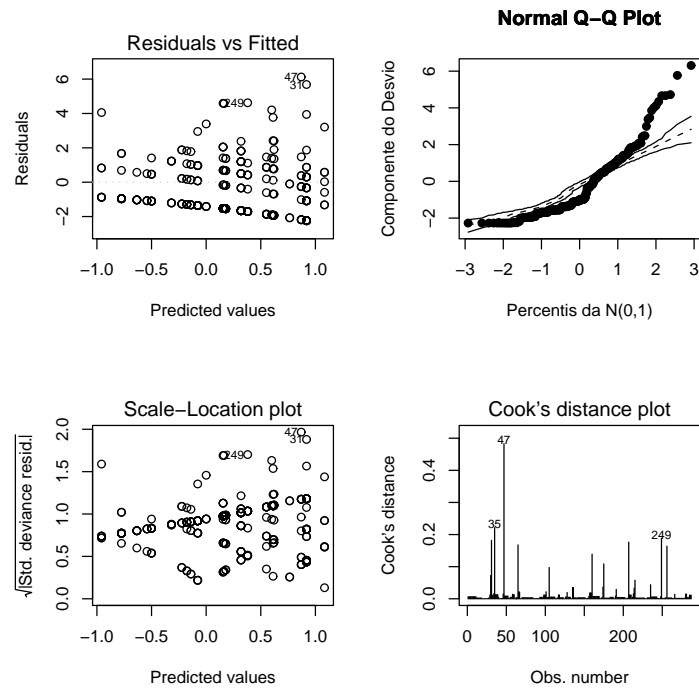 Residuals vs Fitted
Residuals
6
4
2
0
−2
47
31
249
−1.0 −0.5 0.0 0.5 1.0
Predicted values
Normal Q−Q Plot
Componente do Desvio
6
4
2
0
−2
−3 −2 −1 0 1 2 3
Percentis da N(0,1)
Scale−Location plot
√|Std. deviance resid.|
2.0
1.5
1.0
0.5
0.0
47
31
249
−1.0 −0.5 0.0 0.5 1.0
Predicted values
Cook's distance plot
Cook's distance
0.4
0.2
0.0
47
35
249
0 50 100 200
Obs. number